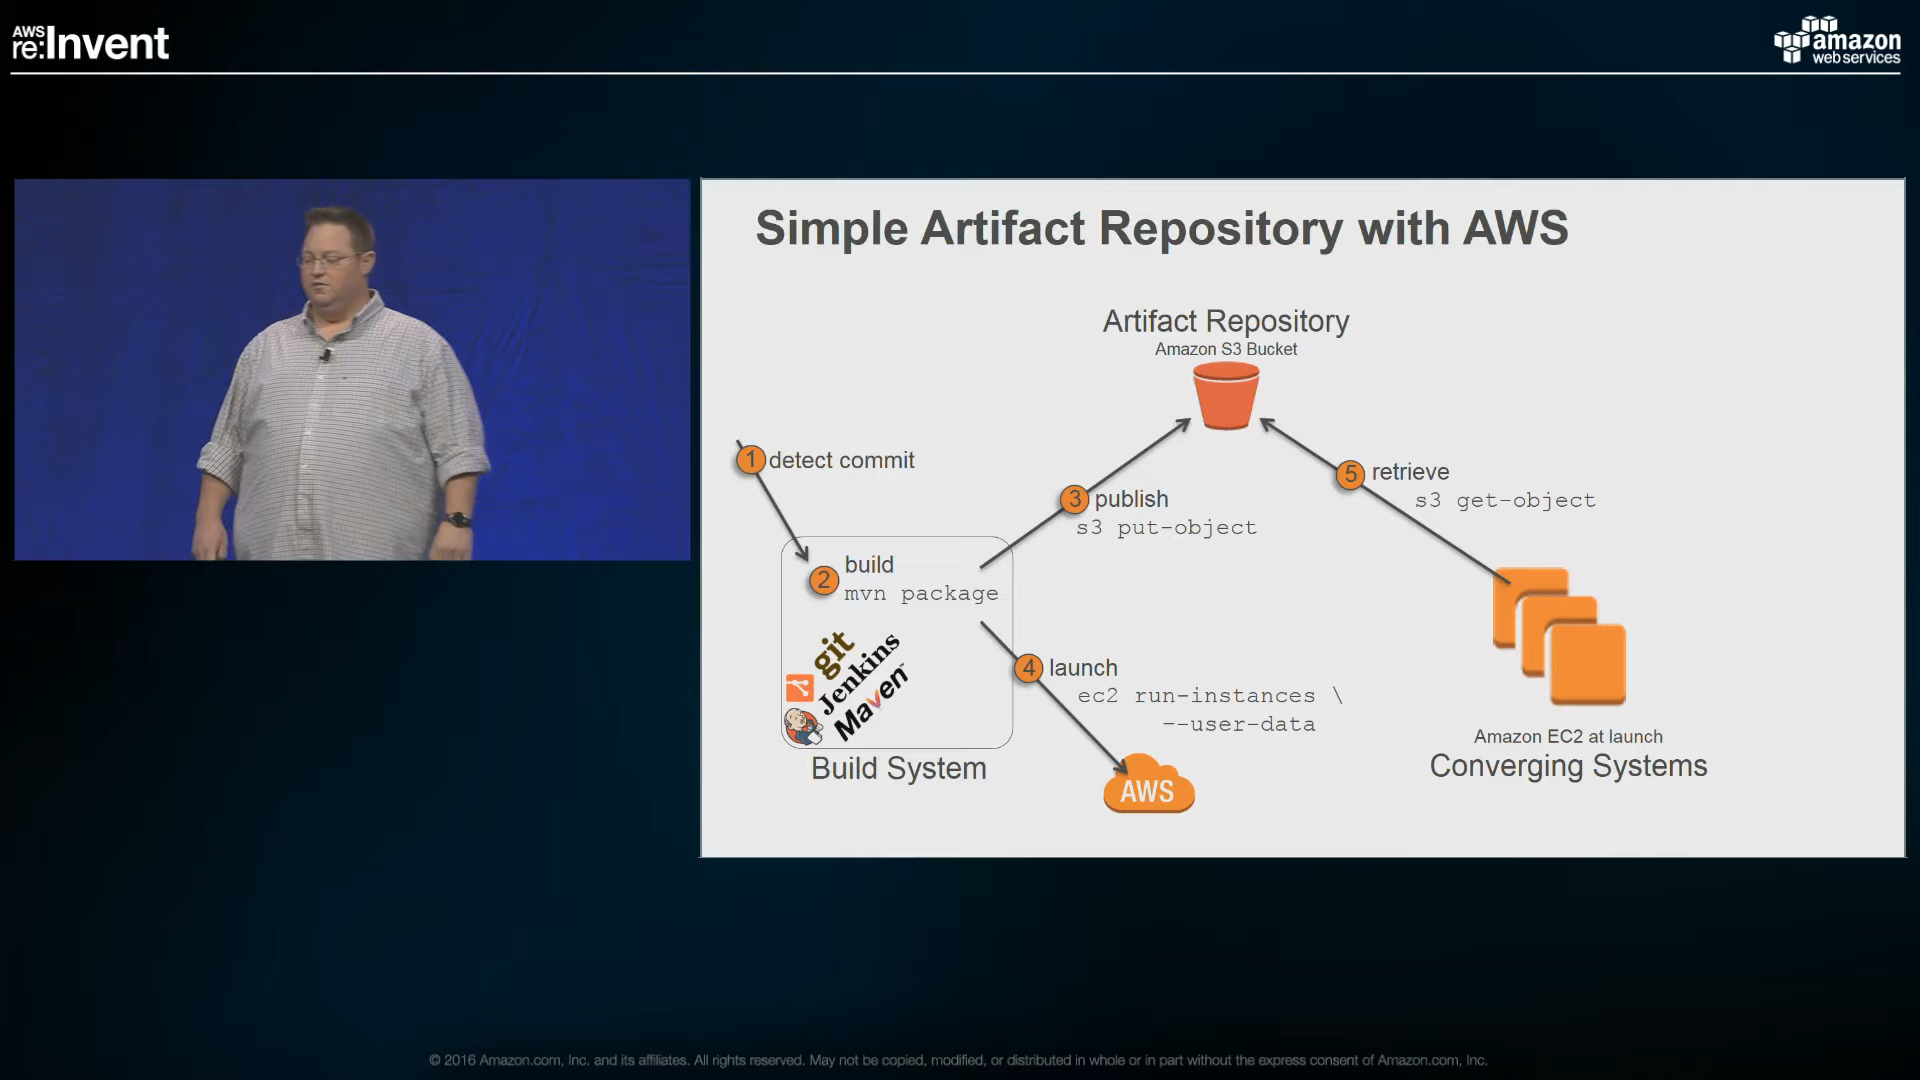 AWS
re:Invent
amazon
web services
Simple Artifact Repository with AWS
Artifact Repository
Amazon S3 Bucket
1 detect commit
5 retrieve
s3 get-object
3 publish
s3 put-object
2 build
mvn package
git
Jenkins
Maven™
4 launch
ec2 run-instances \
--user-data
AWS
Build System
Amazon EC2 at launch
Converging Systems
© 2016 Amazon.com, Inc. and its affiliates. All rights reserved. May not be copied, modified, or distributed in whole or in part without the express consent of Amazon.com, Inc.